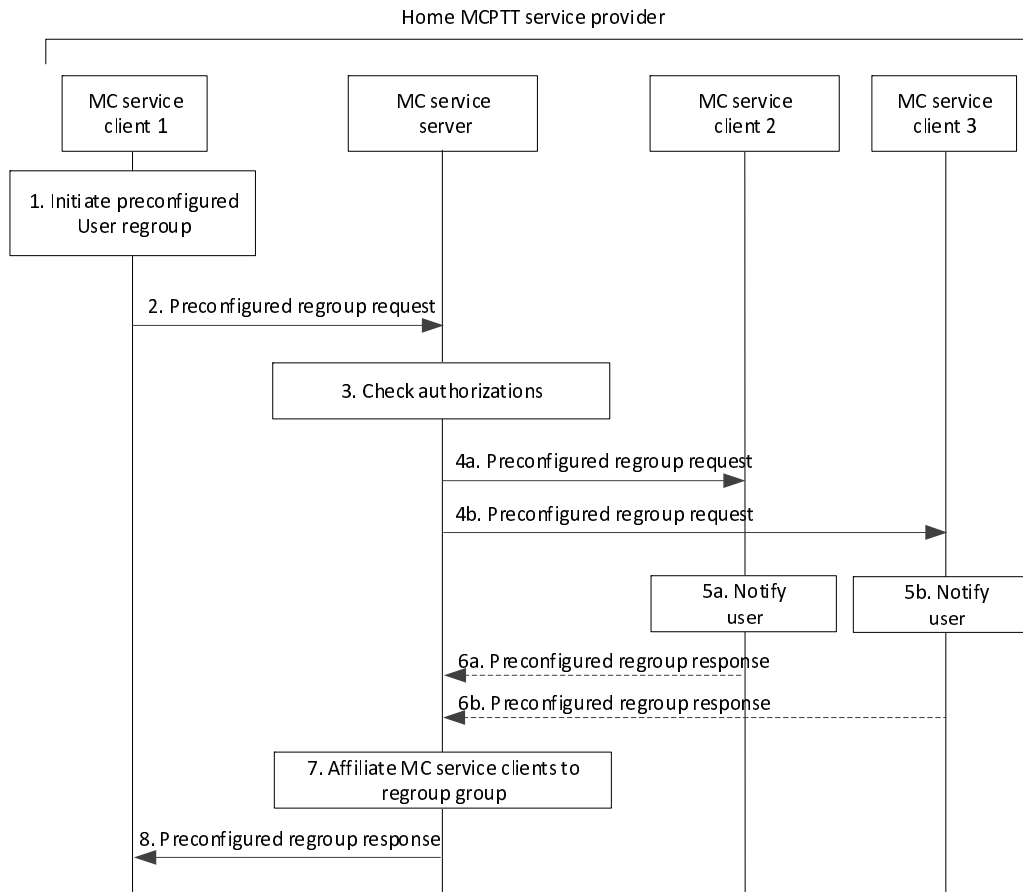 Home MCPTT service provider
MC service
client 1
MC service
server
MC service
client 2
MC service
client 3
1. Initiate preconfigured
User regroup
2. Preconfigured regroup request
3. Check authorizations
4a. Preconfigured regroup request
4b. Preconfigured regroup request
5a. Notify
user
5b. Notify
user
6a. Preconfigured regroup response
6b. Preconfigured regroup response
7. Affiliate MC service clients to
regroup group
8. Preconfigured regroup response